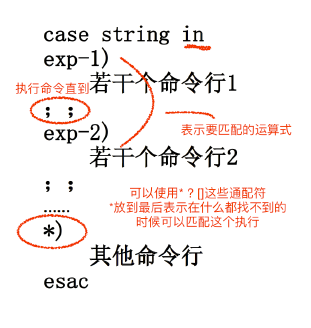 case string in
exp-1)
若干个命令行1
执行命令直到
; ;
表示要匹配的运算式
exp-2)
若干个命令行2
; ;
可以使用* ? []这些通配符
*放到最后表示在什么都找不到的
时候可以匹配这个执行
……
*)
其他命令行
esac